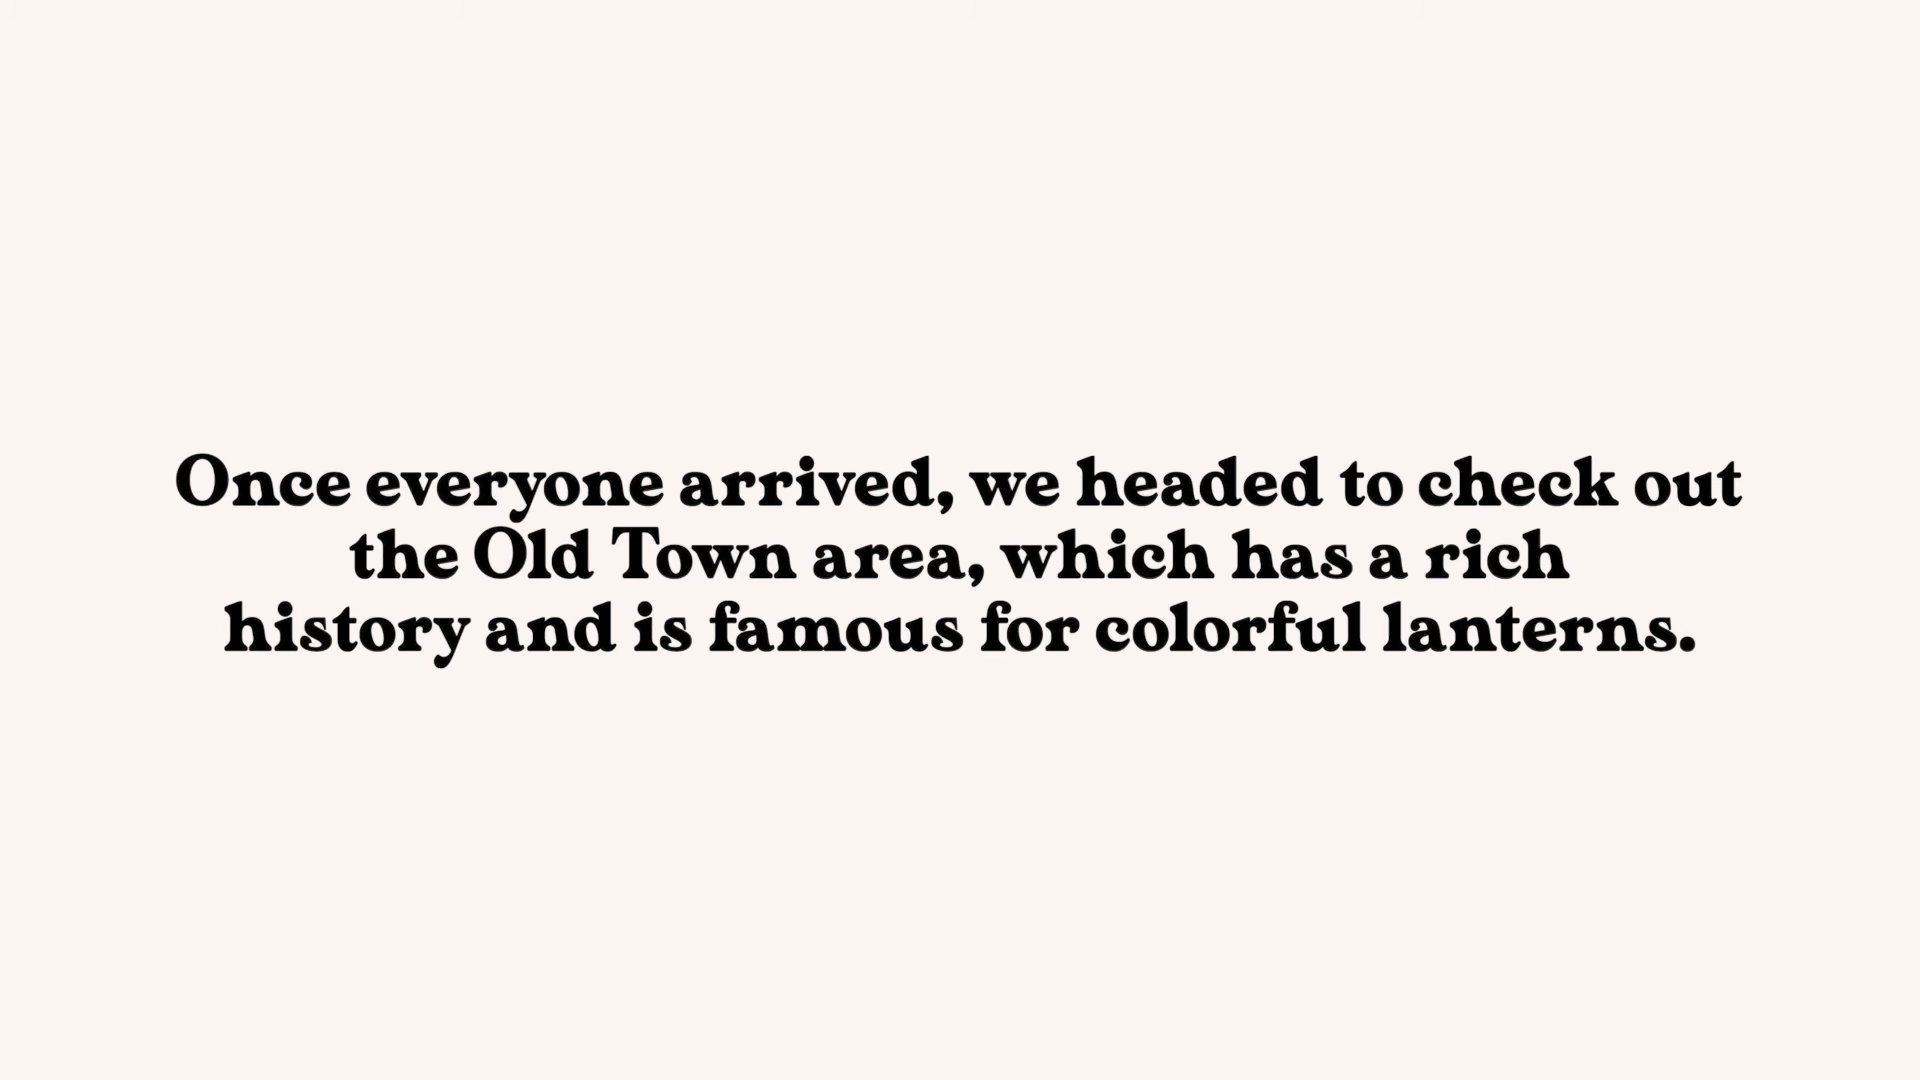 Once everyone arrived, we headed to check out
the Old Town area, which has a rich
history and is famous for colorful lanterns.